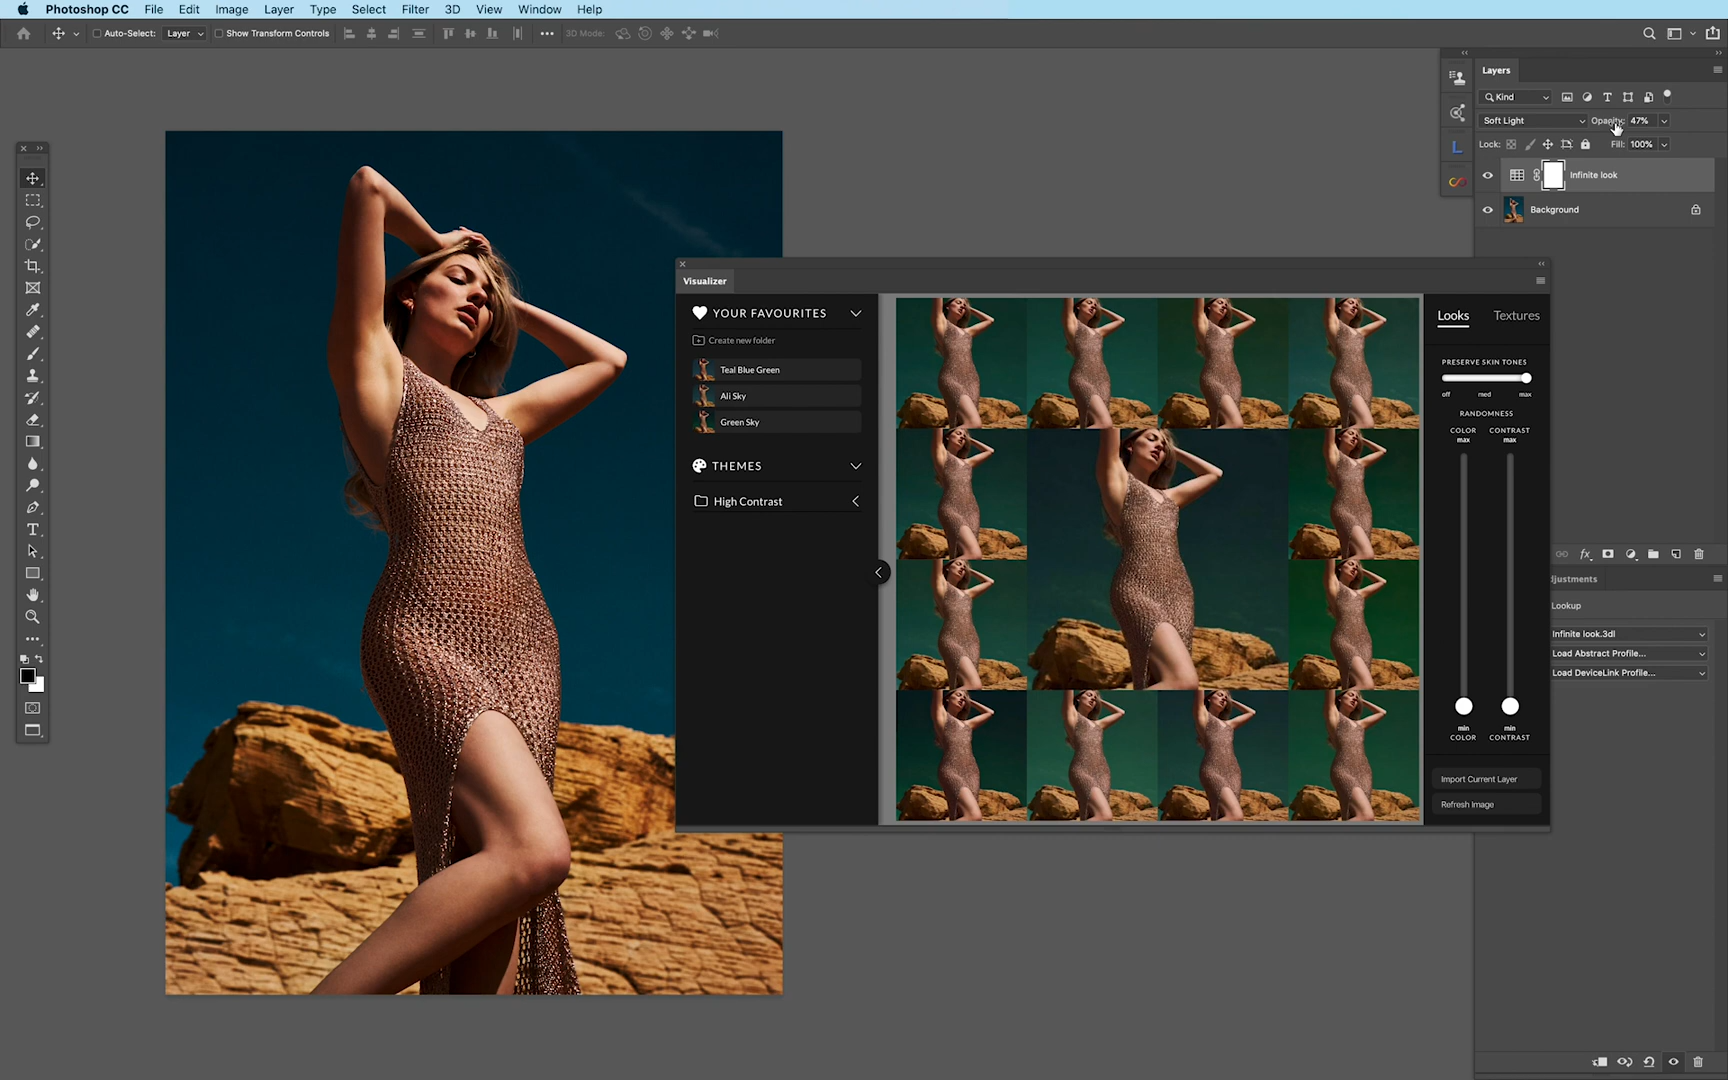 Photoshop CC File Edit Image Layer Type Select Filter 3D View Window Help
Auto-Select: Layer Show Transform Controls 3D Mode:
Layers
Kind
Soft Light Opacity: 47%
Lock: Fill: 100%
Infinite look
Background
Visualizer
YOUR FAVOURITES
Create new folder
Teal Blue Green
Ali Sky
Green Sky
THEMES
High Contrast
Looks Textures
PRESERVE SKIN TONES
off med max
RANDOMNESS
COLOR CONTRAST
max max
min min
COLOR CONTRAST
Import Current Layer
Refresh Image
djustments
Lookup
Infinite look.3dl
Load Abstract Profile...
Load DeviceLink Profile...